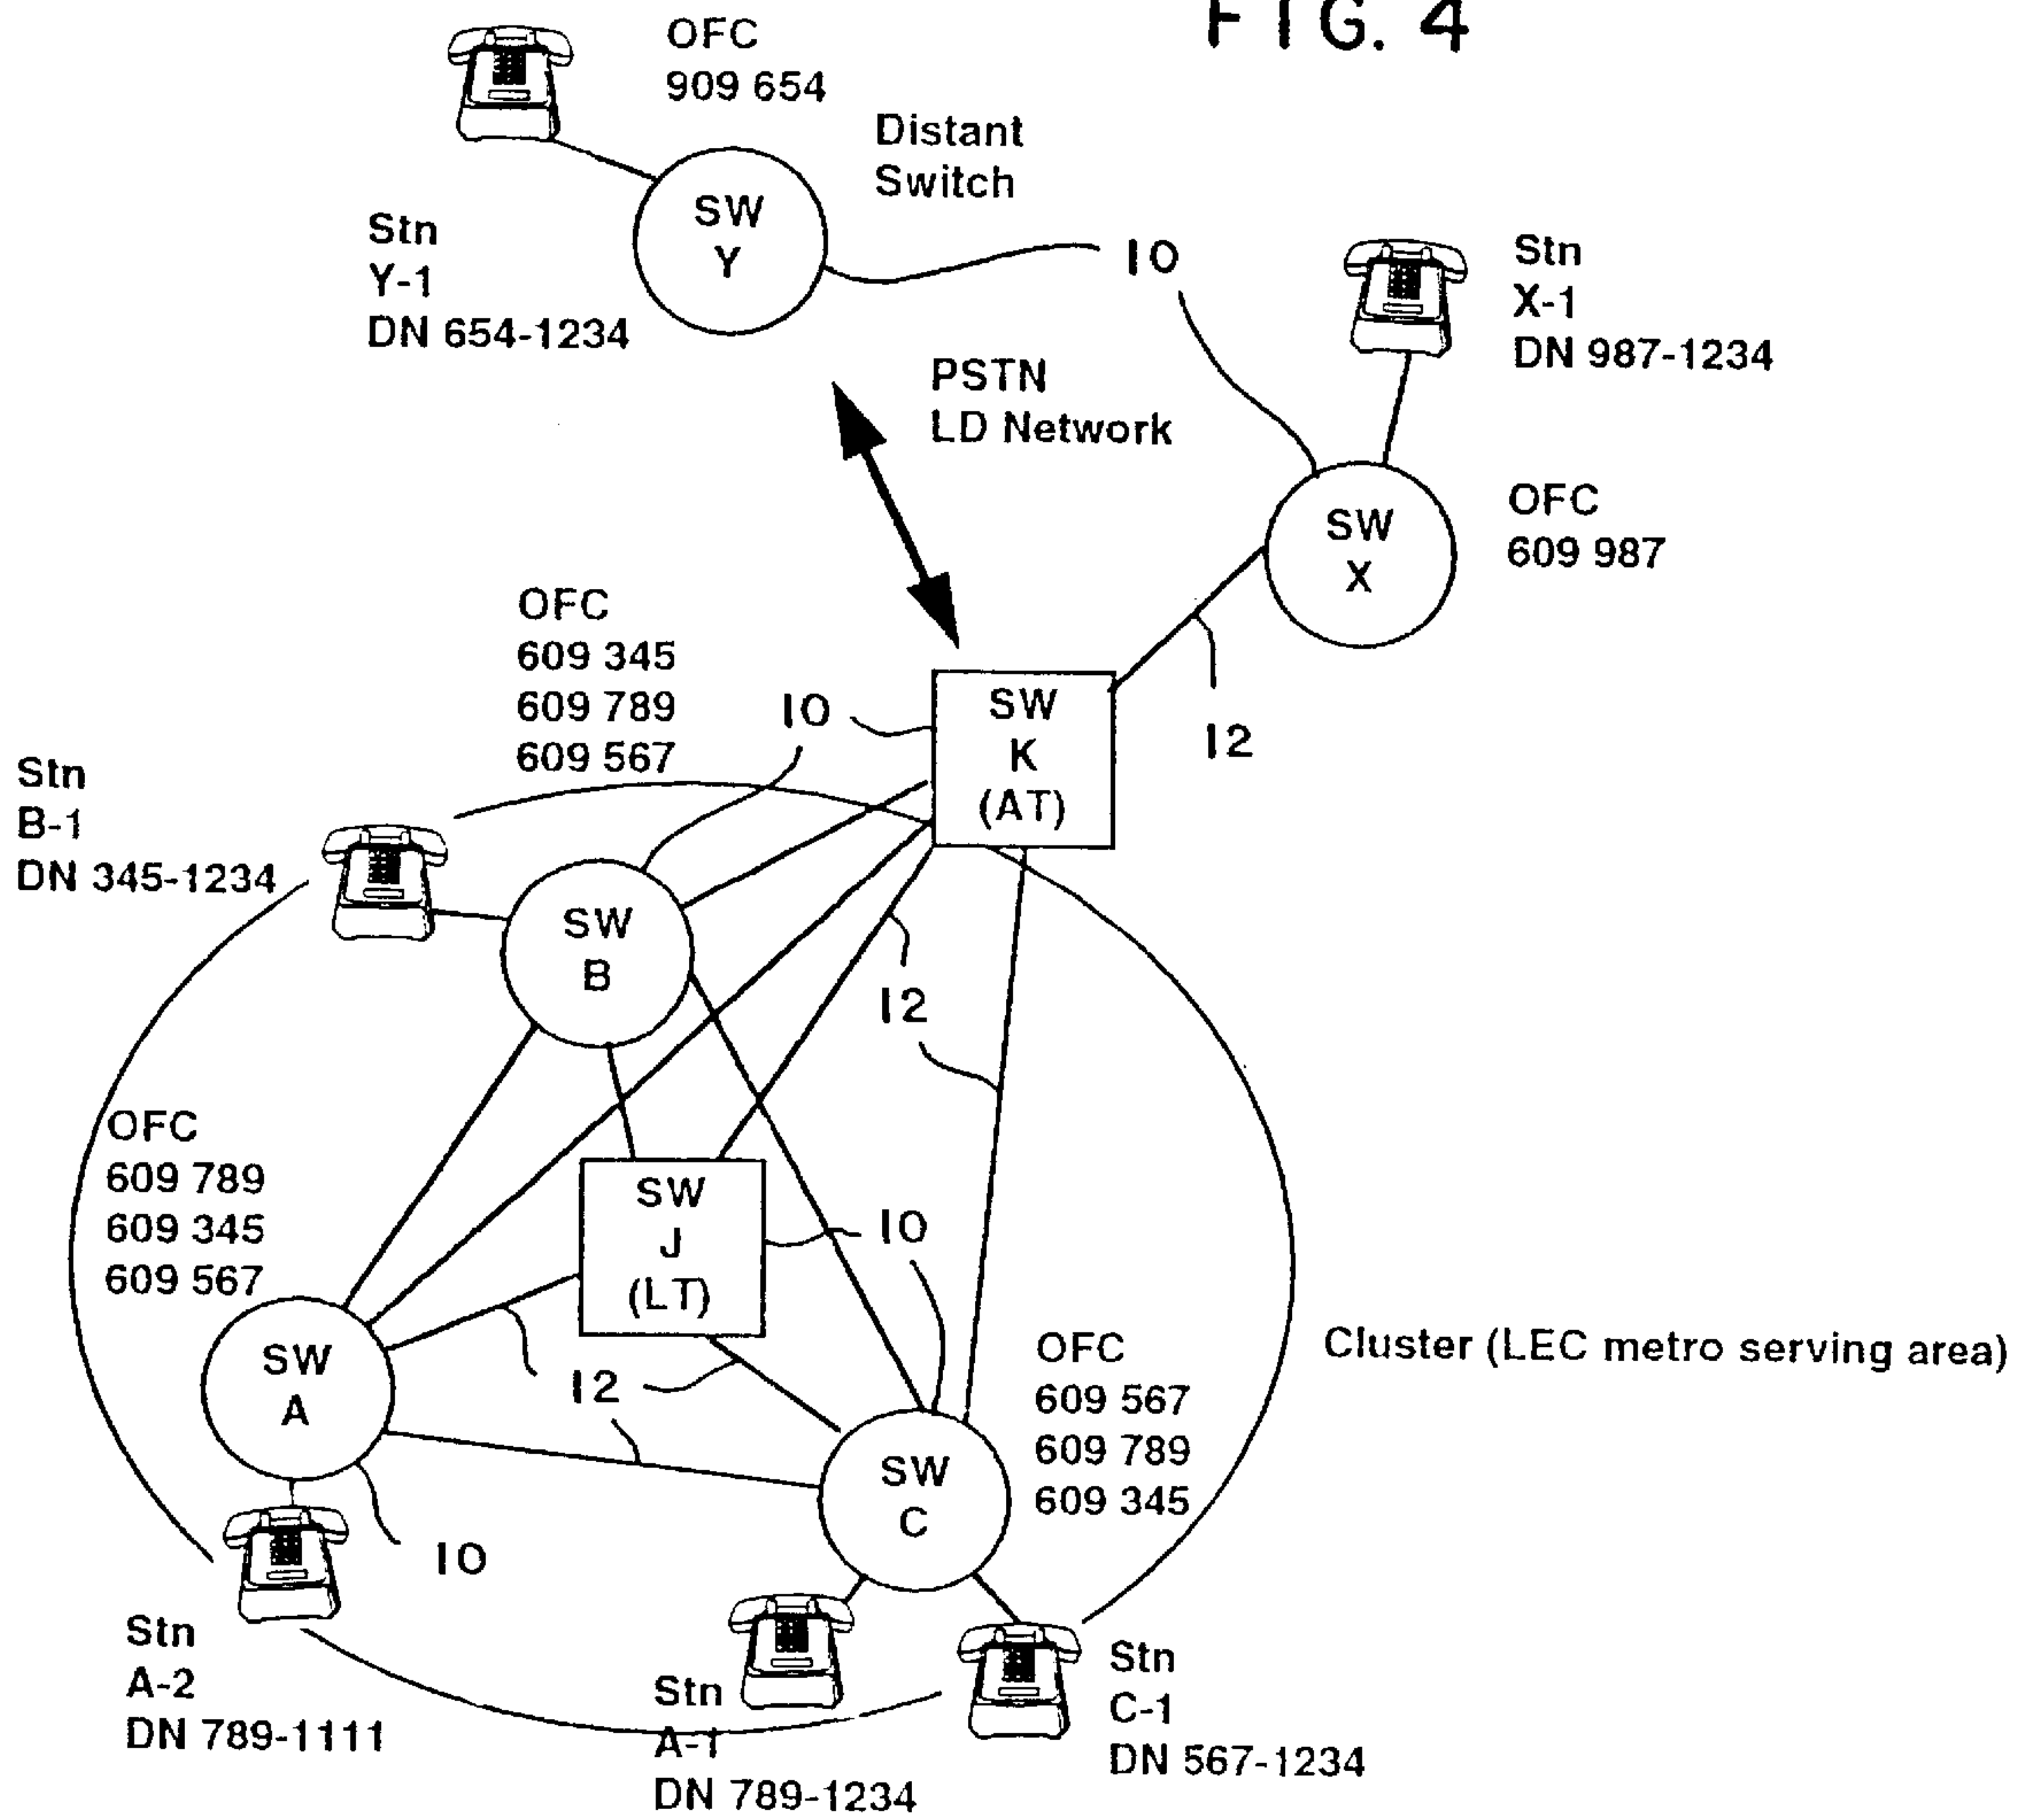 FIG. 4
OFC
909 654
Distant
Switch
SW
Y
Stn
Y-1
DN 654-1234
10
Stn
X-1
DN 987-1234
PSTN
LD Network
SW
X
OFC
609 987
OFC
609 345
609 789
609 567
10
SW
K
(AT)
12
Stn
B-1
DN 345-1234
SW
B
12
OFC
609 789
609 345
609 567
SW
J
(LT)
10
Cluster (LEC metro serving area)
SW
A
12
OFC
609 567
609 789
609 345
SW
C
10
Stn
A-2
DN 789-1111
Stn
A-1
DN 789-1234
Stn
C-1
DN 567-1234